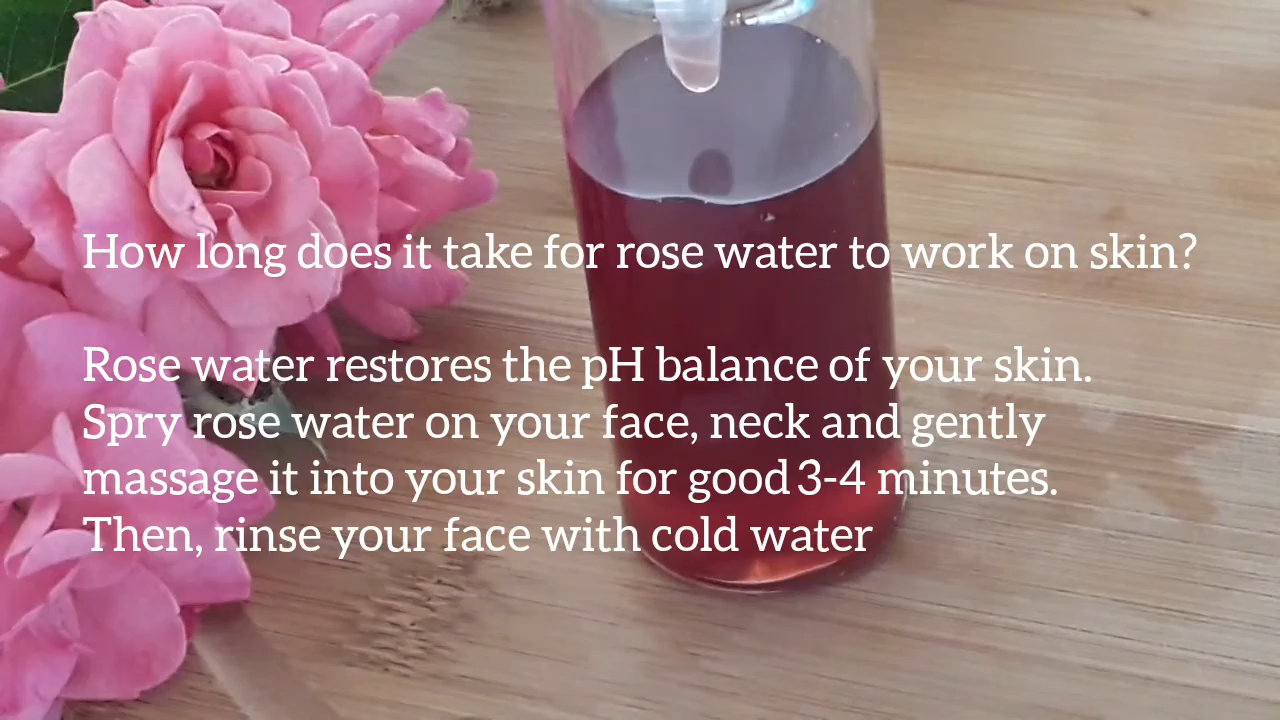 How long does it take for rose water to work on skin?
Rose water restores the pH balance of your skin.
Spry rose water on your face, neck and gently
massage it into your skin for good 3-4 minutes.
Then, rinse your face with cold water